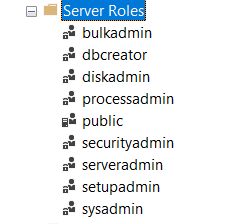 Server Roles
bulkadmin
dbcreator
diskadmin
processadmin
public
securityadmin
serveradmin
setupadmin
sysadmin